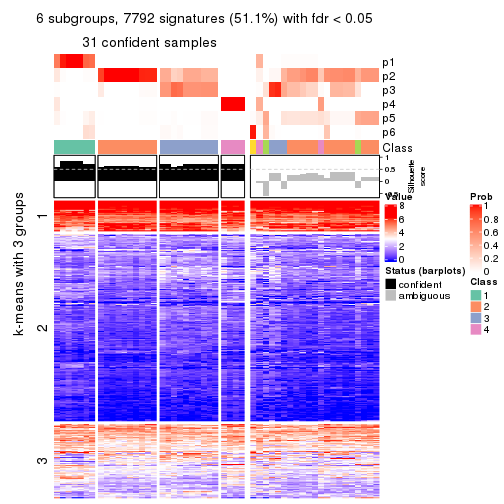 6 subgroups, 7792 signatures (51.1%) with fdr < 0.05
31 confident samples
p1
p2
p3
p4
p5
p6
Class
1
0.5
0
-0.5
Silhouette
score
k-means with 3 groups
1
2
3
Value
8
6
4
2
0
Status (barplots)
confident
ambiguous
Prob
1
0.8
0.6
0.4
0.2
0
Class
1
2
3
4